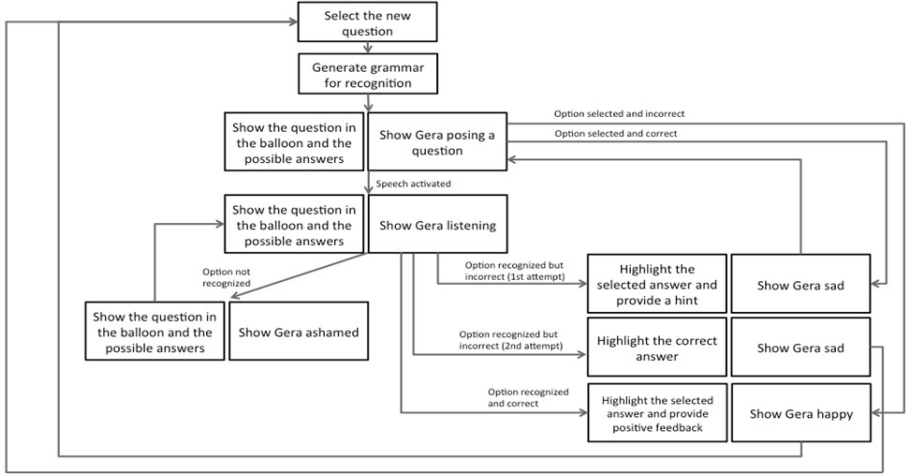 Select the new
question
Generate grammar
for recognition
Show the question in
the balloon and the
possible answers
Show Gera posing a
question
Option selected and incorrect
Option selected and correct
Speech activated
Show the question in
the balloon and the
possible answers
Show Gera listening
Option not
recognized
Option recognized but
incorrect (1st attempt)
Highlight the
selected answer and
provide a hint
Show Gera sad
Show the question in
the balloon and the
possible answers
Show Gera ashamed
Option recognized but
incorrect (2nd attempt)
Highlight the correct
answer
Show Gera sad
Option recognized
and correct
Highlight the selected
answer and provide
positive feedback
Show Gera happy